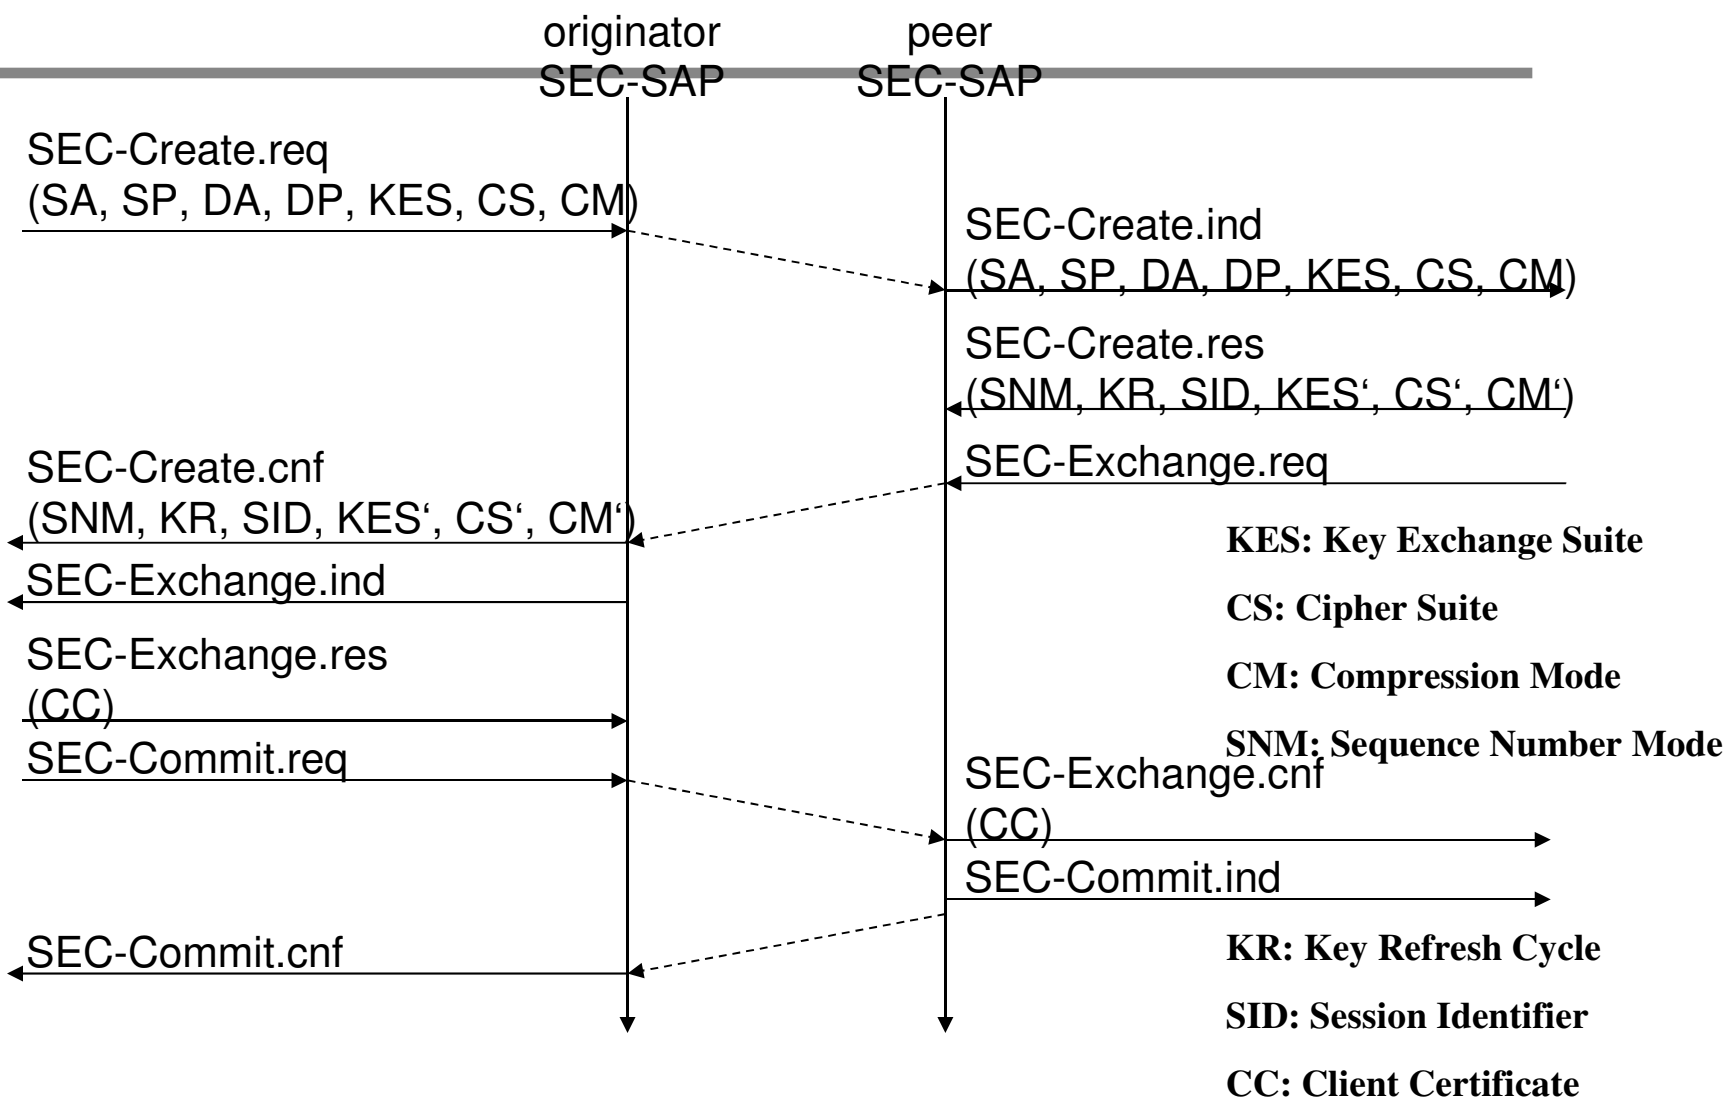 originator
SEC-SAP
peer
SEC-SAP
SEC-Create.req
(SA, SP, DA, DP, KES, CS, CM)
SEC-Create.ind
(SA, SP, DA, DP, KES, CS, CM)
SEC-Create.res
(SNM, KR, SID, KES‘, CS‘, CM‘)
SEC-Exchange.req
SEC-Create.cnf
(SNM, KR, SID, KES‘, CS‘, CM‘)
SEC-Exchange.ind
SEC-Exchange.res
(CC)
SEC-Commit.req
KES: Key Exchange Suite
CS: Cipher Suite
CM: Compression Mode
SNM: Sequence Number Mode
SEC-Exchange.cnf
(CC)
SEC-Commit.ind
SEC-Commit.cnf
KR: Key Refresh Cycle
SID: Session Identifier
CC: Client Certificate